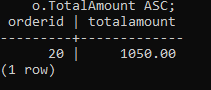 o.TotalAmount ASC;
orderid | totalamount
---------+-------------
20 | 1050.00
(1 row)